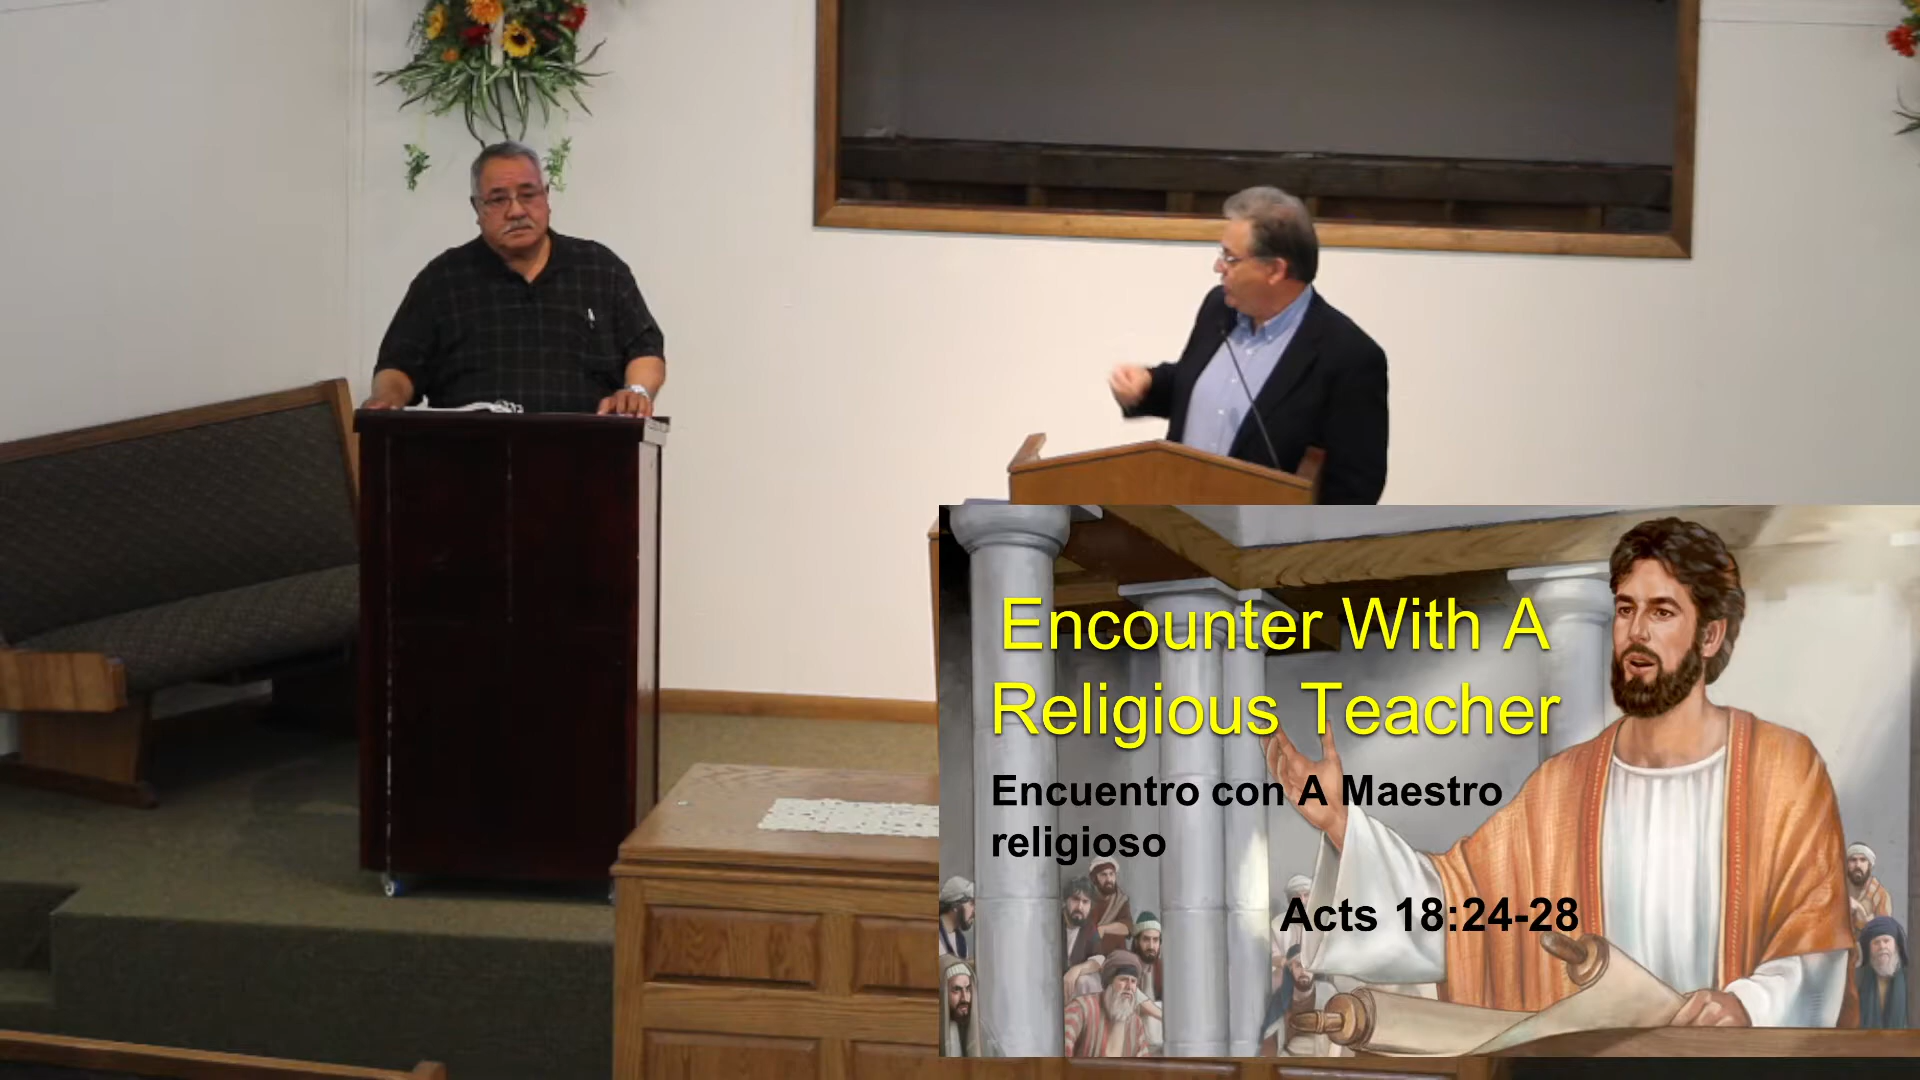 Encounter With A
Religious Teacher
Encuentro con A Maestro
religioso
Acts 18:24-28